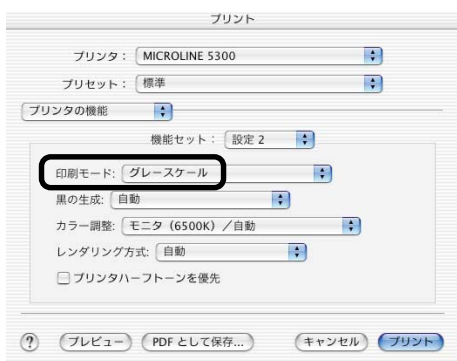 プリント
プリンタ： MICROLINE 5300
プリセット： 標準
プリンタの機能
機能セット： 設定 2
印刷モード: グレースケール
黒の生成: 自動
カラー調整: モニタ（6500K）／自動
レンダリング方式: 自動
プリンタハーフトーンを優先
? プレビュー PDF として保存... キャンセル プリント